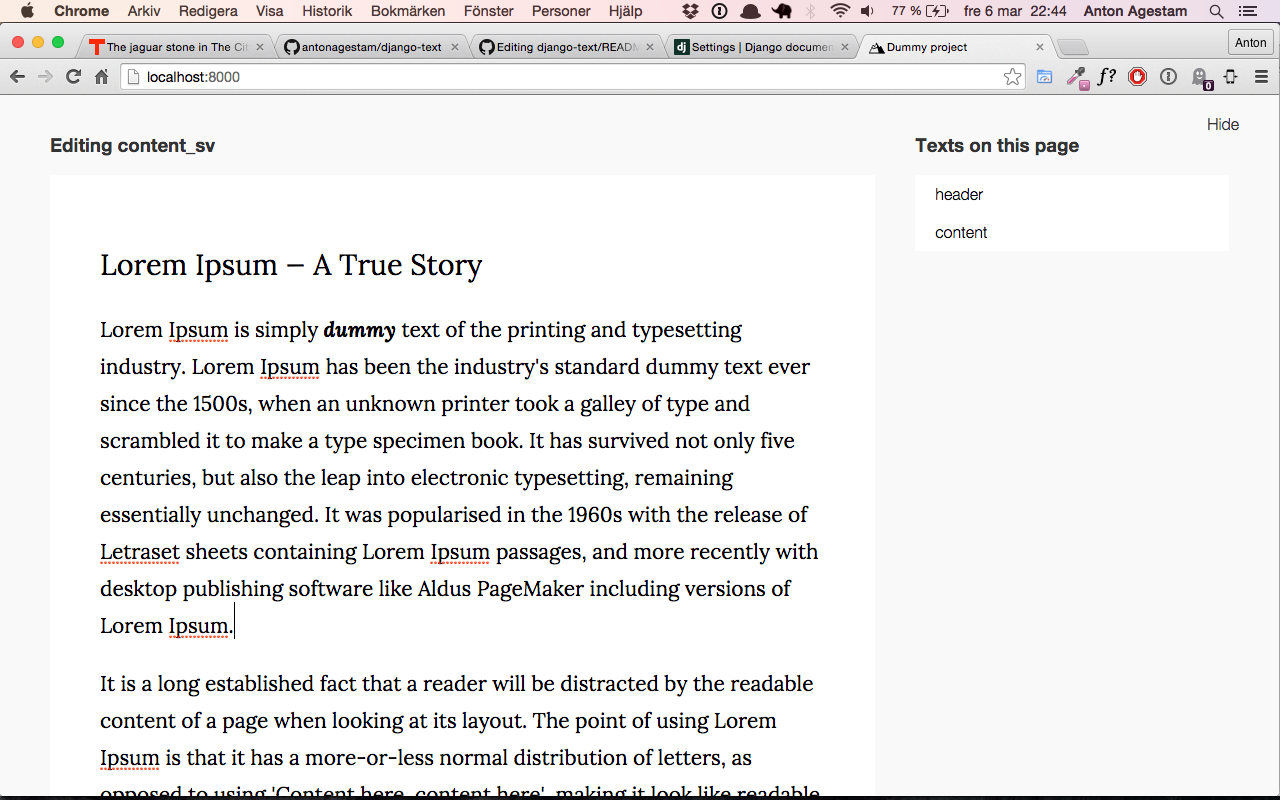 Chrome Arkiv Redigera Visa Historik Bokmärken Fönster Personer Hjälp 77 % fre 6 mar 22:44 Anton Agestam
The jaguar stone in The Ci antonagestam/django-text Editing django-text/READM Settings | Django documen Dummy project Anton
localhost:8000 f? 0
Hide
Editing content_sv Texts on this page
header
content
Lorem Ipsum – A True Story
Lorem Ipsum is simply dummy text of the printing and typesetting
industry. Lorem Ipsum has been the industry's standard dummy text ever
since the 1500s, when an unknown printer took a galley of type and
scrambled it to make a type specimen book. It has survived not only five
centuries, but also the leap into electronic typesetting, remaining
essentially unchanged. It was popularised in the 1960s with the release of
Letraset sheets containing Lorem Ipsum passages, and more recently with
desktop publishing software like Aldus PageMaker including versions of
Lorem Ipsum.
It is a long established fact that a reader will be distracted by the readable
content of a page when looking at its layout. The point of using Lorem
Ipsum is that it has a more-or-less normal distribution of letters, as
opposed to using 'Content here, content here', making it look like readable